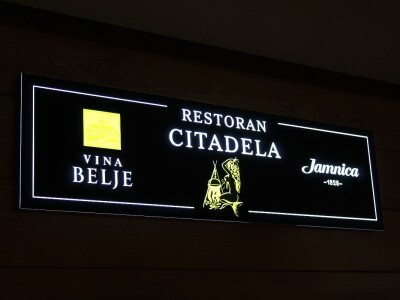 RESTORAN
CITADELA
VINA
BELJE
Jamnica
~1828~